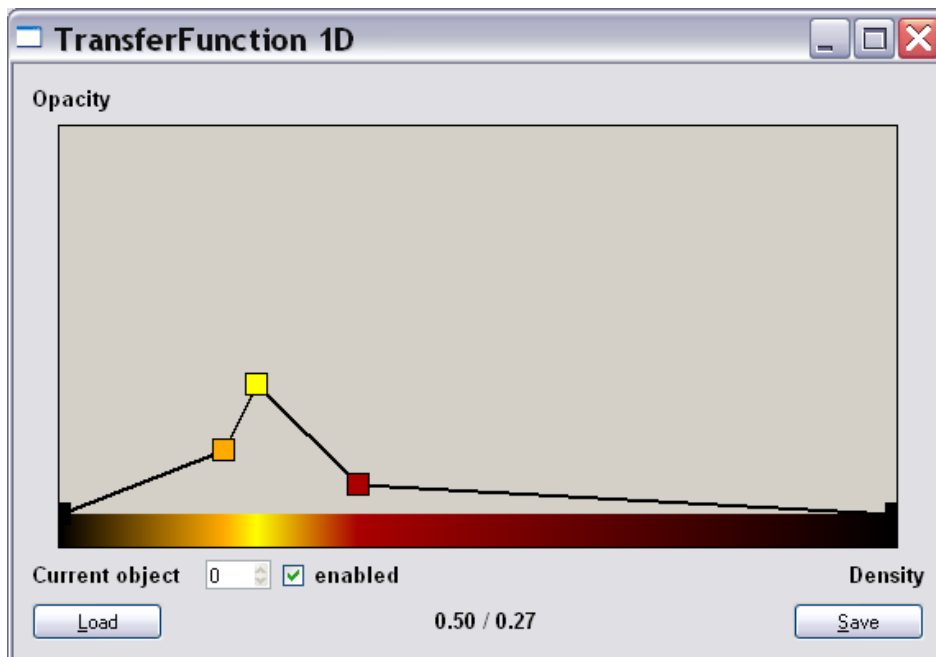 TransferFunction 1D
Opacity
Current object 0 enabled Density
Load 0.50 / 0.27 Save